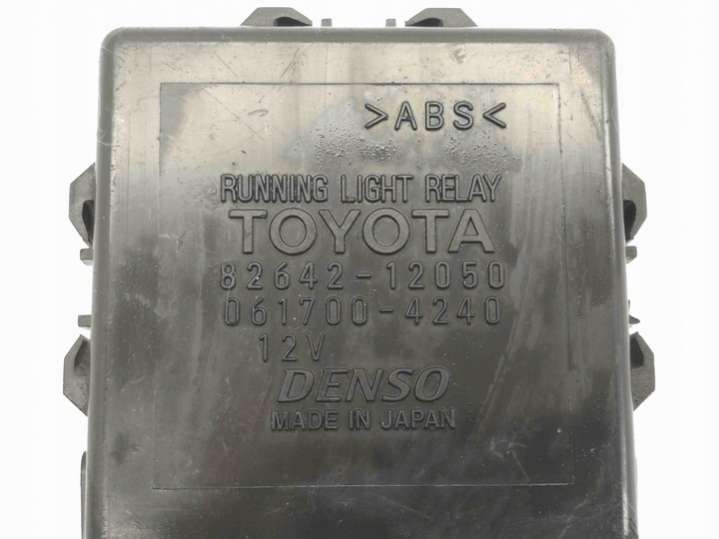 >ABS<
RUNNING LIGHT RELAY
TOYOTA
82642-12050
061700-4240
12V
DENSO
MADE IN JAPAN